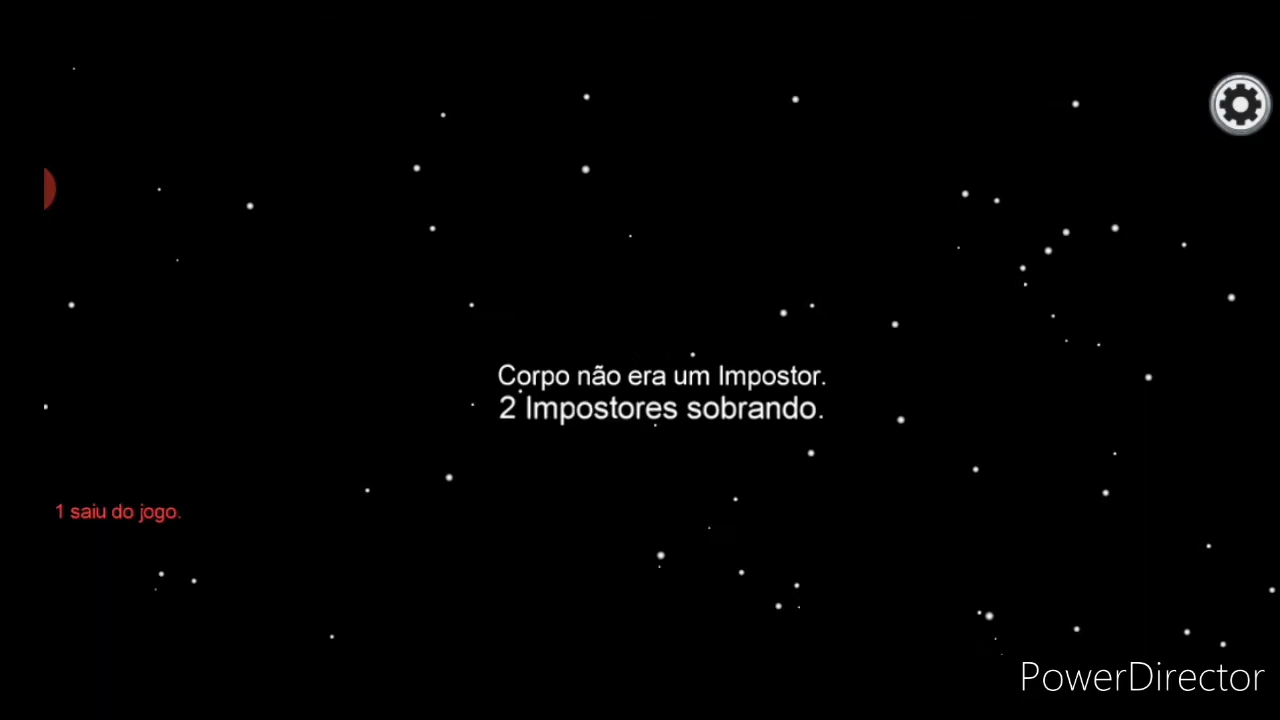 Corpo não era um Impostor.
2 Impostores sobrando.
1 saiu do jogo.
PowerDirector